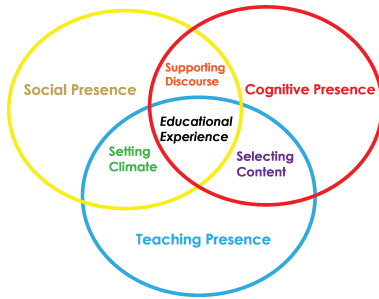 Supporting
Discourse
Social Presence
Cognitive Presence
Educational
Experience
Setting
Climate
Selecting
Content
Teaching Presence